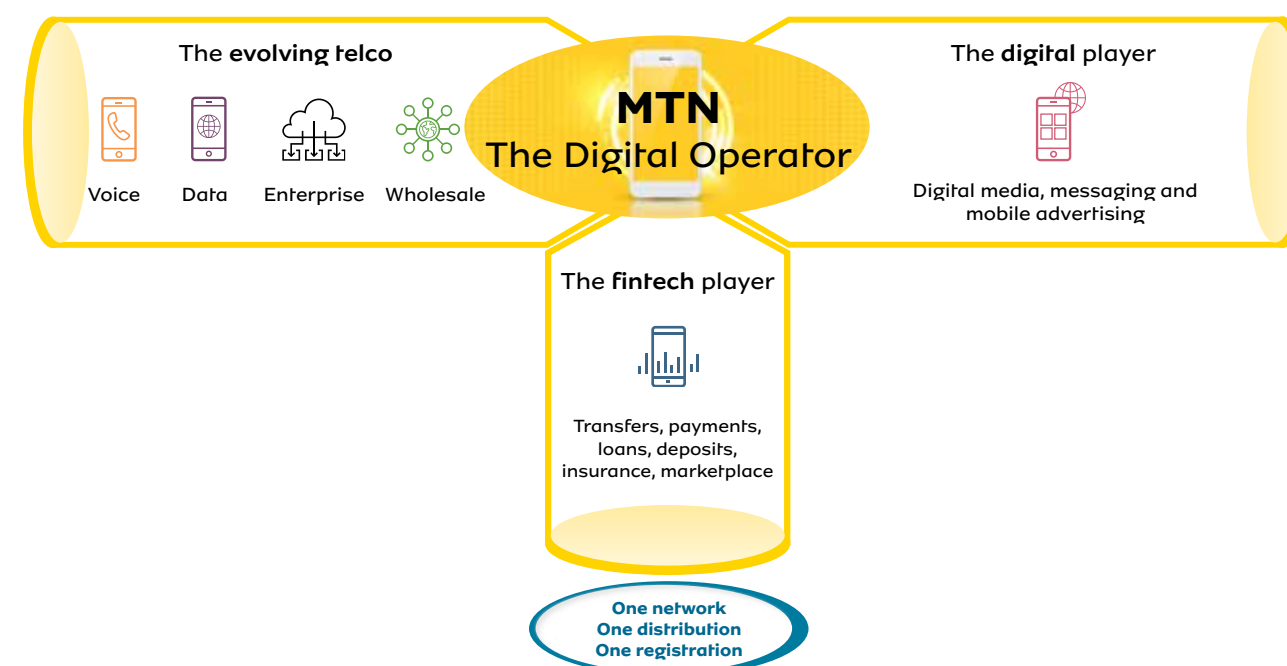 The evolving telco
Voice
Data
Enterprise
Wholesale
MTN
The Digital Operator
The digital player
Digital media, messaging and
mobile advertising
The fintech player
Transfers, payments,
loans, deposits,
insurance, marketplace
One network
One distribution
One registration